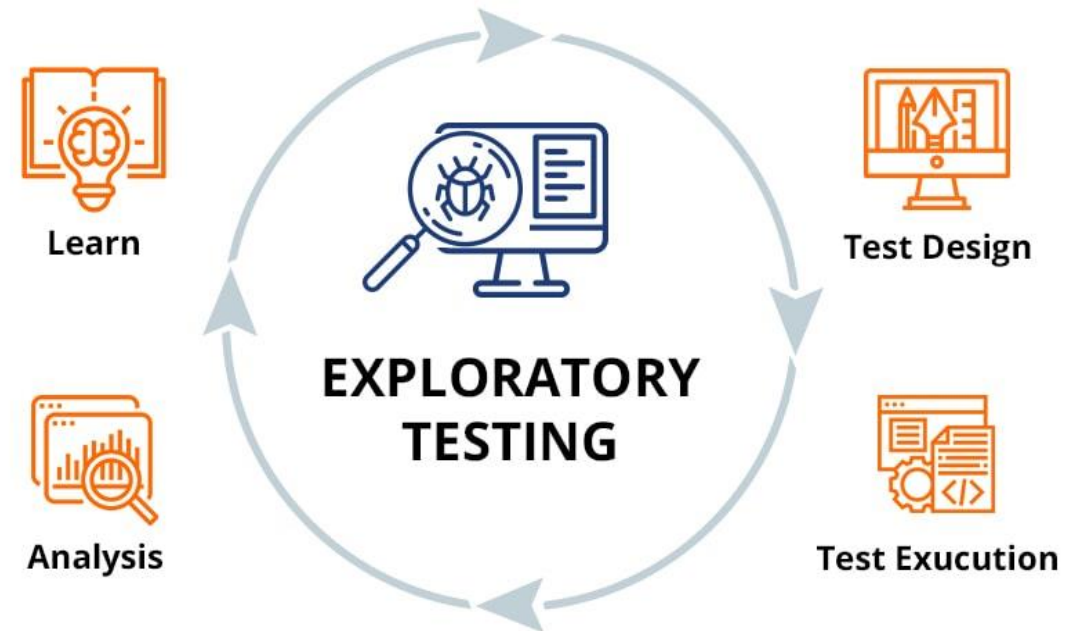 Learn
Test Design
EXPLORATORY
TESTING
Analysis
Test Exucution